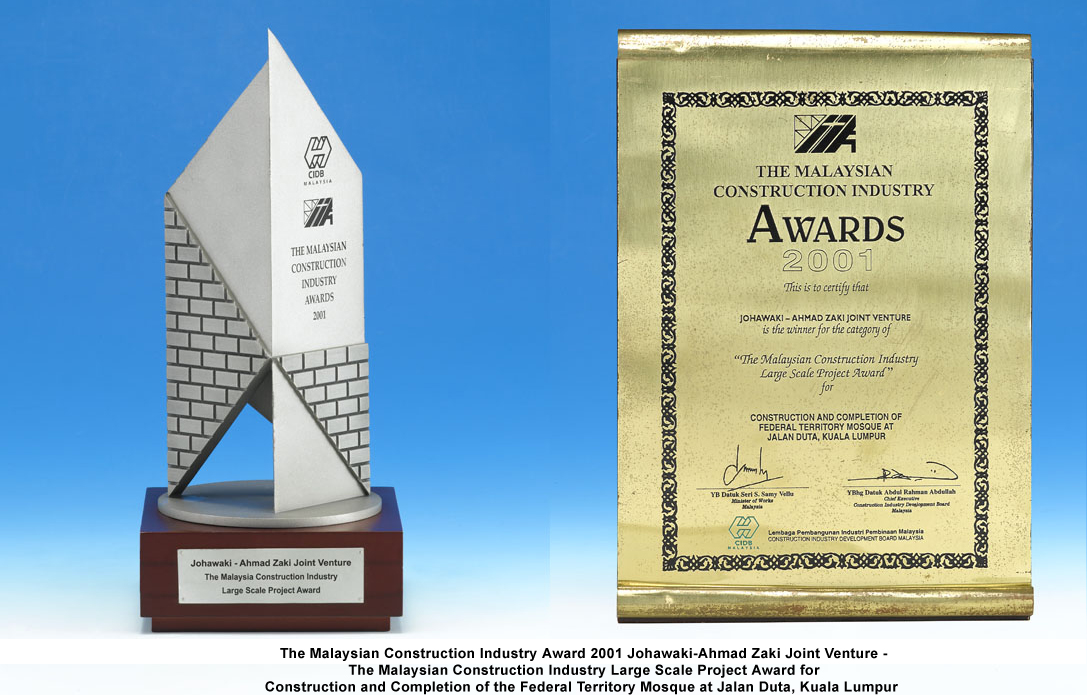 CIDB
MALAYSIA
THE MALAYSIAN
CONSTRUCTION
INDUSTRY
AWARDS
2001
Johawaki - Ahmad Zaki Joint Venture
The Malaysia Construction Industry
Large Scale Project Award
THE MALAYSIAN
CONSTRUCTION INDUSTRY
AWARDS
2001
This is to certify that
JOHAWAKI – AHMAD ZAKI JOINT VENTURE
is the winner for the category of
“The Malaysian Construction Industry
Large Scale Project Award”
for
CONSTRUCTION AND COMPLETION OF
FEDERAL TERRITORY MOSQUE AT
JALAN DUTA, KUALA LUMPUR
YB Datuk Seri S. Samy Vellu
Minister of Works
Malaysia
YBhg Datuk Abdul Rahman Abdullah
Chief Executive
Construction Industry Development Board
Malaysia
CIDB
MALAYSIA
Lembaga Pembangunan Industri Pembinaan Malaysia
CONSTRUCTION INDUSTRY DEVELOPMENT BOARD MALAYSIA
The Malaysian Construction Industry Award 2001 Johawaki-Ahmad Zaki Joint Venture -
The Malaysian Construction Industry Large Scale Project Award for
Construction and Completion of the Federal Territory Mosque at Jalan Duta, Kuala Lumpur